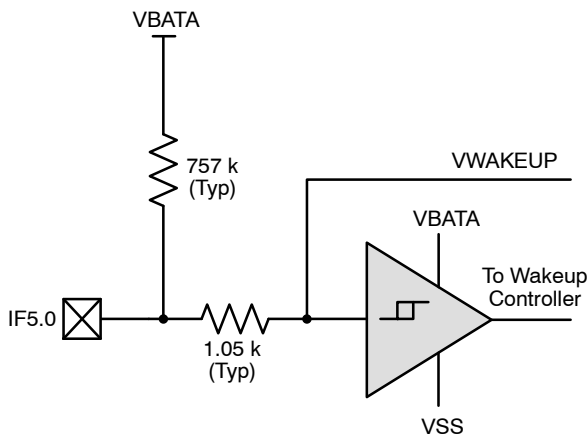 VBATA
757 k
(Typ)
VWAKEUP
VBATA
To Wakeup
Controller
IF5.0
1.05 k
(Typ)
VSS